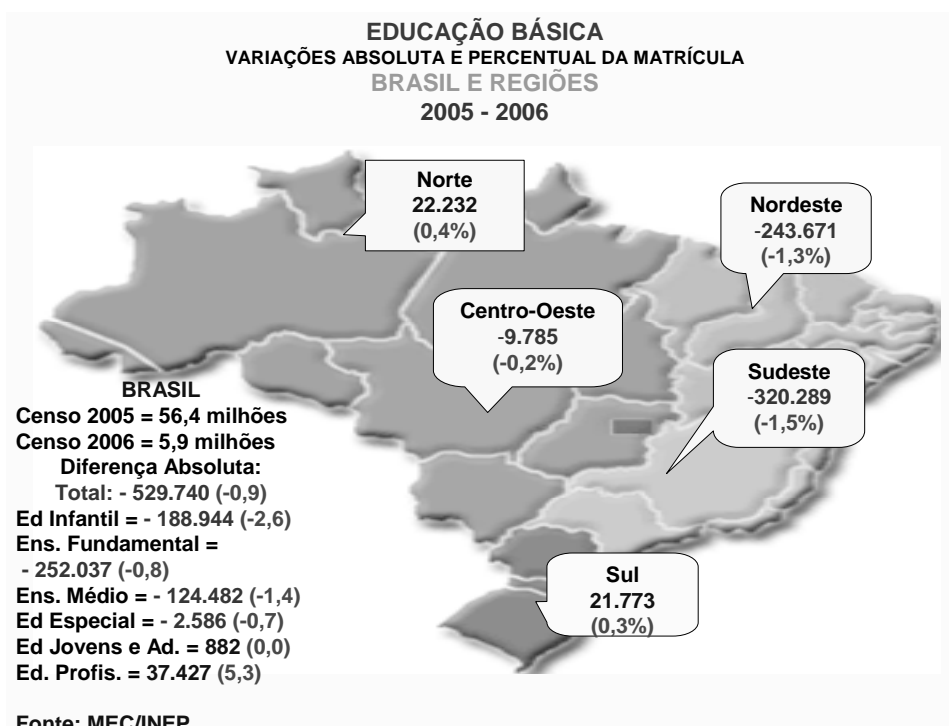 EDUCAÇÃO BÁSICA
VARIAÇÕES ABSOLUTA E PERCENTUAL DA MATRÍCULA
BRASIL E REGIÕES
2005 - 2006
Norte
22.232
(0,4%)
Nordeste
-243.671
(-1,3%)
Centro-Oeste
-9.785
(-0,2%)
Sudeste
-320.289
(-1,5%)
BRASIL
Censo 2005 = 56,4 milhões
Censo 2006 = 5,9 milhões
Diferença Absoluta:
Total: - 529.740 (-0,9)
Ed Infantil = - 188.944 (-2,6)
Ens. Fundamental =
- 252.037 (-0,8)
Ens. Médio = - 124.482 (-1,4)
Ed Especial = - 2.586 (-0,7)
Ed Jovens e Ad. = 882 (0,0)
Ed. Profis. = 37.427 (5,3)
Sul
21.773
(0,3%)
Fonte: MEC/INEP